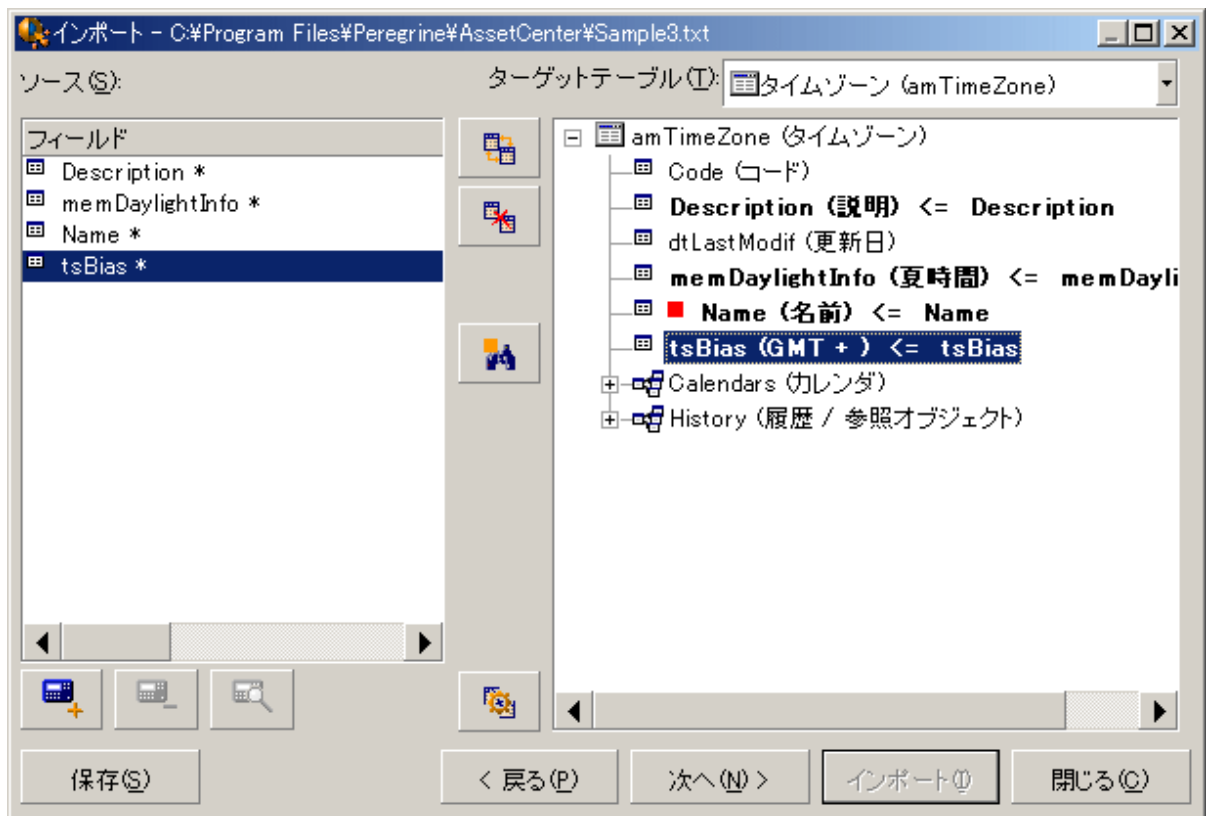 インポート - C:¥Program Files¥Peregrine¥AssetCenter¥Sample3.txt
ソース(S):
ターゲットテーブル(T):
タイムゾーン (amTimeZone)
フィールド
Description *
memDaylightInfo *
Name *
tsBias *
amTimeZone (タイムゾーン)
Code (コード)
Description (説明) <= Description
dtLastModif (更新日)
memDaylightInfo (夏時間) <= memDayli
Name (名前) <= Name
tsBias (GMT + ) <= tsBias
Calendars (カレンダ)
History (履歴 / 参照オブジェクト)
保存(S)
< 戻る(P)
次へ(N) >
インポート(I)
閉じる(C)